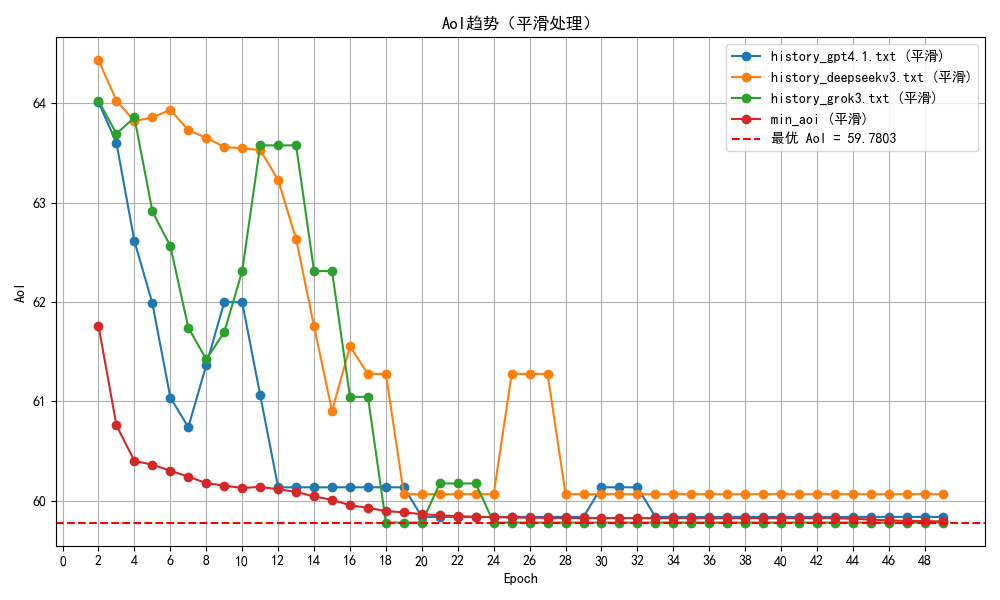 AoI趋势（平滑处理）
history_gpt4.1.txt (平滑)
history_deepseekv3.txt (平滑)
history_grok3.txt (平滑)
min_aoi (平滑)
最优 AoI = 59.7803
AoI
64
63
62
61
60
0 2 4 6 8 10 12 14 16 18 20 22 24 26 28 30 32 34 36 38 40 42 44 46 48
Epoch